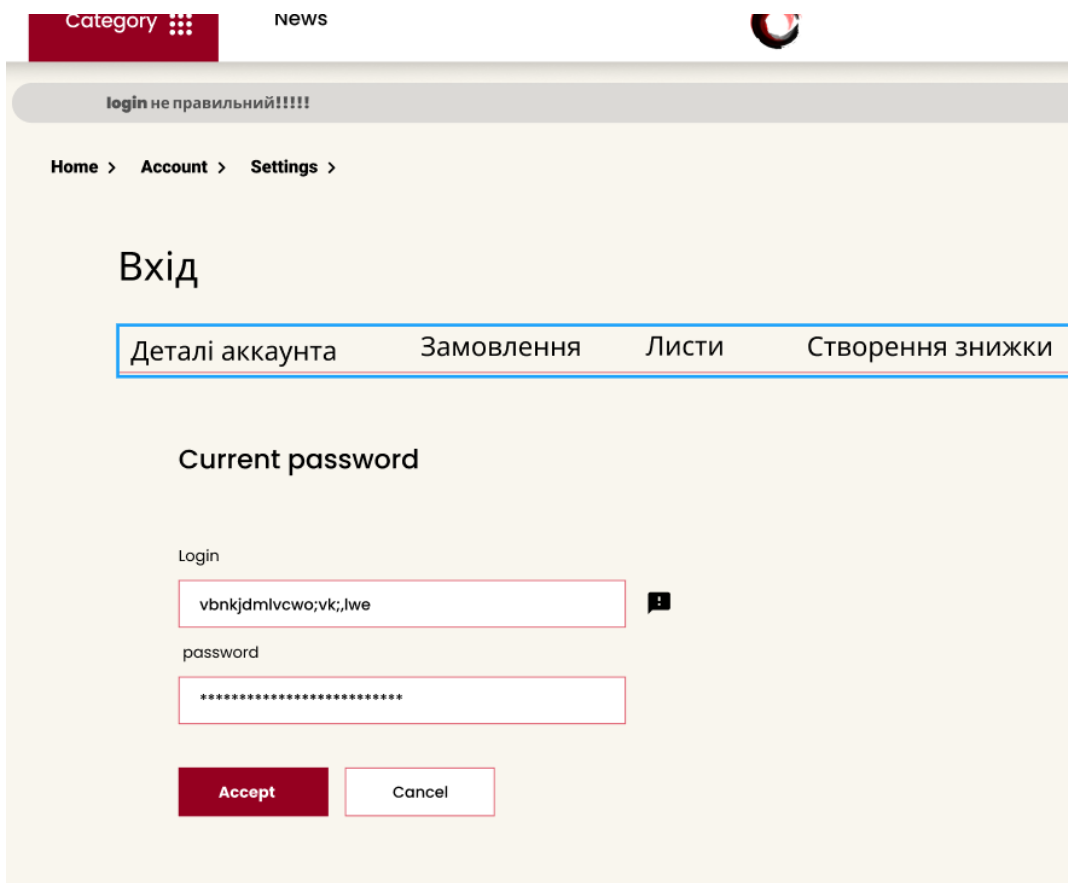 Category News
login не правильний!!!!!
Home > Account > Settings >
Вхід
Деталі аккаунта Замовлення Листи Створення знижки
Current password
Login
vbnkjdmlvcwo;vk;,lwe
password
**************************
Accept Cancel